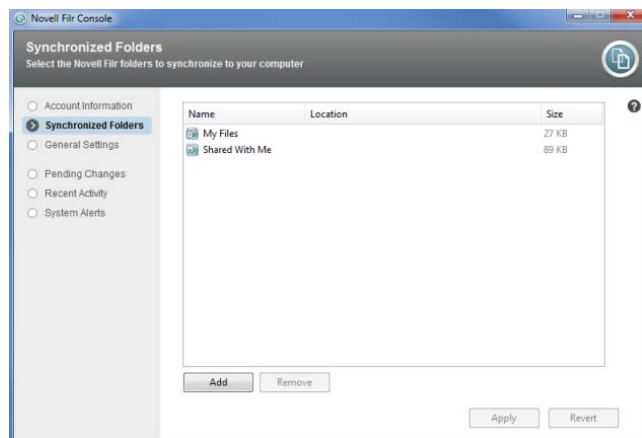 Novell Filr Console
Synchronized Folders
Select the Novell Filr folders to synchronize to your computer
Account Information
Synchronized Folders
General Settings
Pending Changes
Recent Activity
System Alerts
Name Location Size
My Files 27 KB
Shared With Me 89 KB
?
Add Remove
Apply Revert